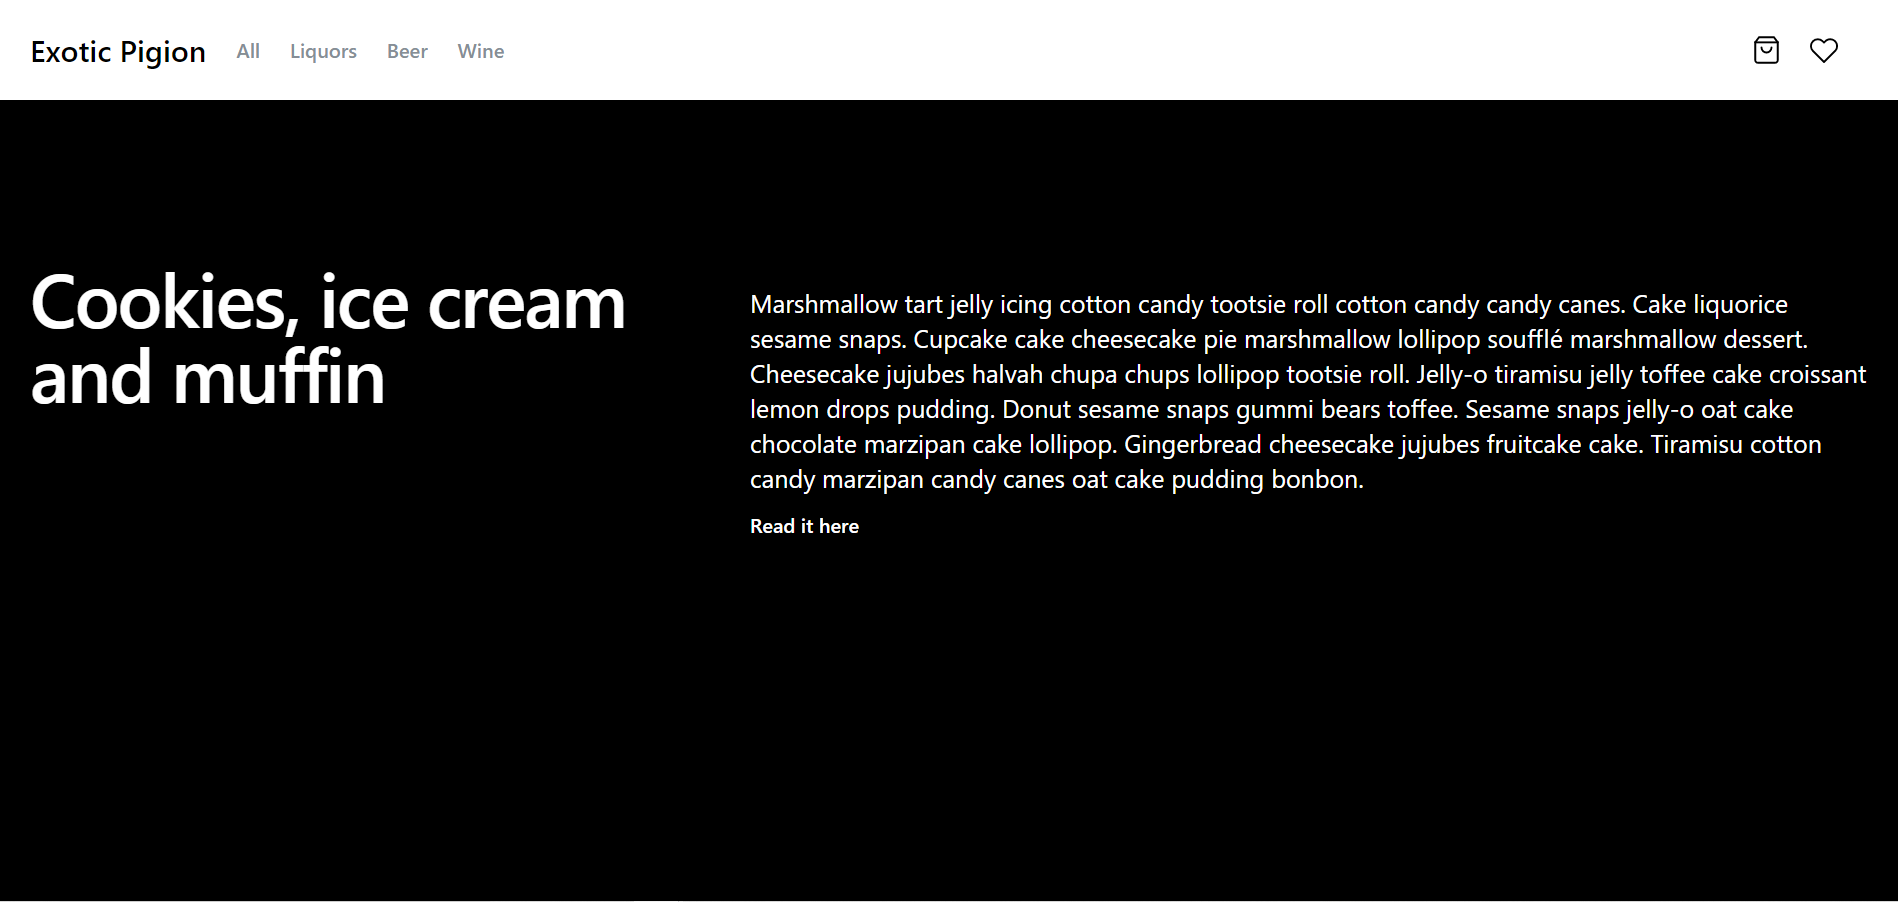 Exotic Pigion
All
Liquors
Beer
Wine
Cookies, ice cream
and muffin
Marshmallow tart jelly icing cotton candy tootsie roll cotton candy candy canes. Cake liquorice
sesame snaps. Cupcake cake cheesecake pie marshmallow lollipop soufflé marshmallow dessert.
Cheesecake jujubes halvah chupa chups lollipop tootsie roll. Jelly-o tiramisu jelly toffee cake croissant
lemon drops pudding. Donut sesame snaps gummi bears toffee. Sesame snaps jelly-o oat cake
chocolate marzipan cake lollipop. Gingerbread cheesecake jujubes fruitcake cake. Tiramisu cotton
candy marzipan candy canes oat cake pudding bonbon.
Read it here